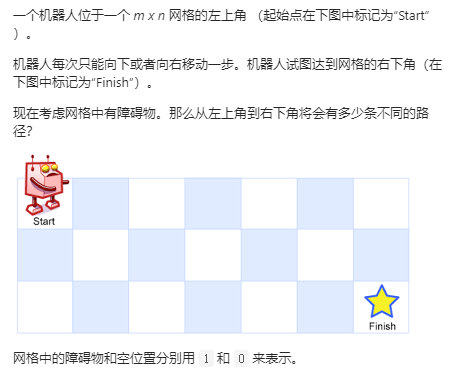 一个机器人位于一个 m x n 网格的左上角 （起始点在下图中标记为“Start”
）。
机器人每次只能向下或者向右移动一步。机器人试图达到网格的右下角（在
下图中标记为“Finish”）。
现在考虑网格中有障碍物。那么从左上角到右下角将会有多少条不同的路
径？
Start
Finish
网格中的障碍物和空位置分别用 1 和 0 来表示。